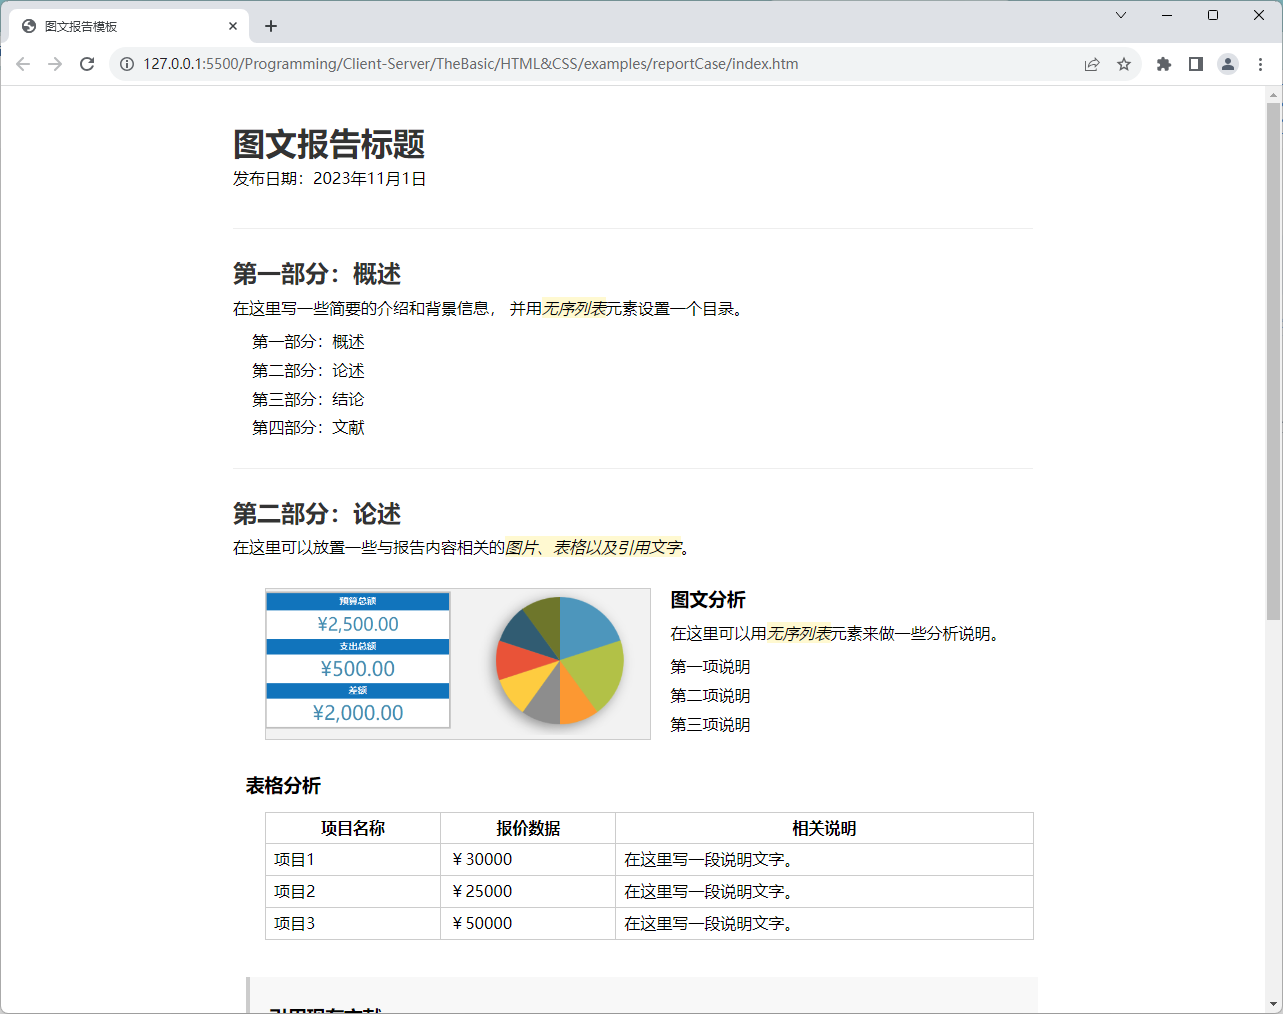 图文报告模板
127.0.0.1:5500/Programming/Client-Server/TheBasic/HTML&CSS/examples/reportCase/index.htm
图文报告标题
发布日期：2023年11月1日
第一部分：概述
在这里写一些简要的介绍和背景信息， 并用无序列表元素设置一个目录。
第一部分：概述
第二部分：论述
第三部分：结论
第四部分：文献
第二部分：论述
在这里可以放置一些与报告内容相关的图片、表格以及引用文字。
预算总额
¥2,500.00
支出总额
¥500.00
差额
¥2,000.00
图文分析
在这里可以用无序列表元素来做一些分析说明。
第一项说明
第二项说明
第三项说明
表格分析
项目名称 报价数据 相关说明
项目1 ￥30000 在这里写一段说明文字。
项目2 ￥25000 在这里写一段说明文字。
项目3 ￥50000 在这里写一段说明文字。
引用现有文献